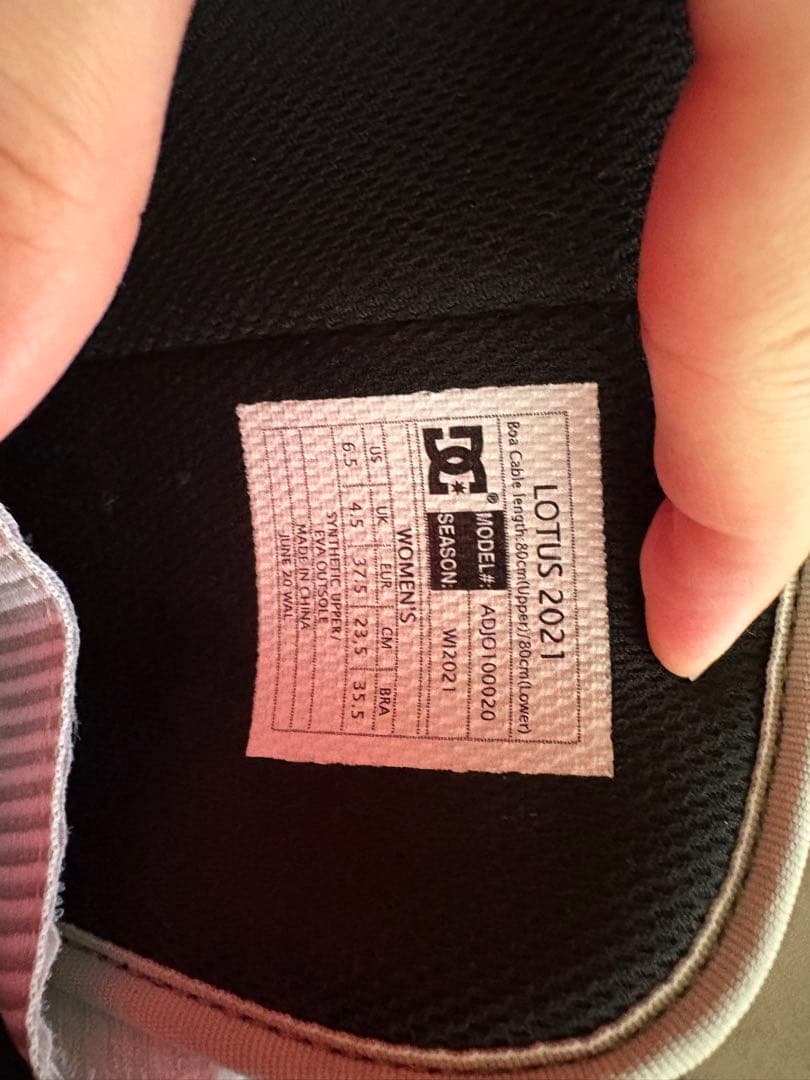 LOTUS 2021
Boa Cable length:80cm(Upper)/80cm(Lower)
DC® MODEL#: ADJO100020
SEASON: WI2021
WOMEN'S
US UK EUR CM BRA
6.5 4.5 37.5 23.5 35.5
SYNTHETIC UPPER/
EVA OUTSOLE
MADE IN CHINA
JUNE 20 WAL